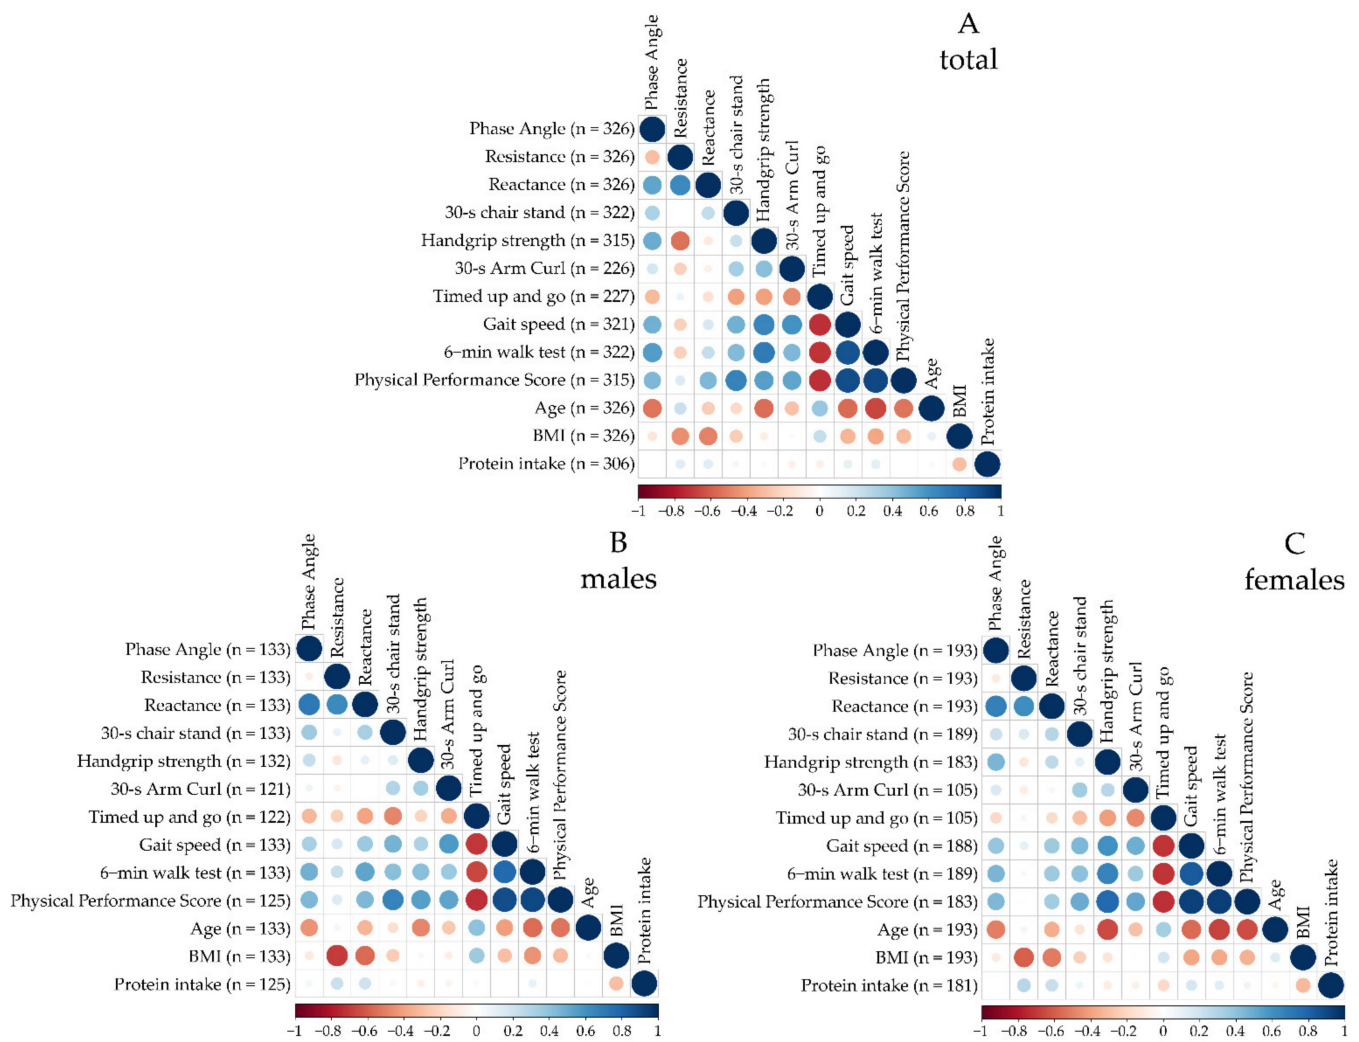 A
total
Phase Angle
Resistance
Reactance
30-s chair stand
Handgrip strength
30-s Arm Curl
Timed up and go
Gait speed
6−min walk test
Physical Performance Score
Age
BMI
Protein intake
Phase Angle (n = 326)
Resistance (n = 326)
Reactance (n = 326)
30-s chair stand (n = 322)
Handgrip strength (n = 315)
30-s Arm Curl (n = 226)
Timed up and go (n = 227)
Gait speed (n = 321)
6−min walk test (n = 322)
Physical Performance Score (n = 315)
Age (n = 326)
BMI (n = 326)
Protein intake (n = 306)
−1 −0.8 −0.6 −0.4 −0.2 0 0.2 0.4 0.6 0.8 1
B
males
Phase Angle
Resistance
Reactance
30-s chair stand
Handgrip strength
30-s Arm Curl
Timed up and go
Gait speed
6−min walk test
Physical Performance Score
Age
BMI
Protein intake
Phase Angle (n = 133)
Resistance (n = 133)
Reactance (n = 133)
30-s chair stand (n = 133)
Handgrip strength (n = 132)
30-s Arm Curl (n = 121)
Timed up and go (n = 122)
Gait speed (n = 133)
6−min walk test (n = 133)
Physical Performance Score (n = 125)
Age (n = 133)
BMI (n = 133)
Protein intake (n = 125)
−1 −0.8 −0.6 −0.4 −0.2 0 0.2 0.4 0.6 0.8 1
C
females
Phase Angle
Resistance
Reactance
30-s chair stand
Handgrip strength
30-s Arm Curl
Timed up and go
Gait speed
6−min walk test
Physical Performance Score
Age
BMI
Protein intake
Phase Angle (n = 193)
Resistance (n = 193)
Reactance (n = 193)
30-s chair stand (n = 189)
Handgrip strength (n = 183)
30-s Arm Curl (n = 105)
Timed up and go (n = 105)
Gait speed (n = 188)
6−min walk test (n = 189)
Physical Performance Score (n = 183)
Age (n = 193)
BMI (n = 193)
Protein intake (n = 181)
−1 −0.8 −0.6 −0.4 −0.2 0 0.2 0.4 0.6 0.8 1